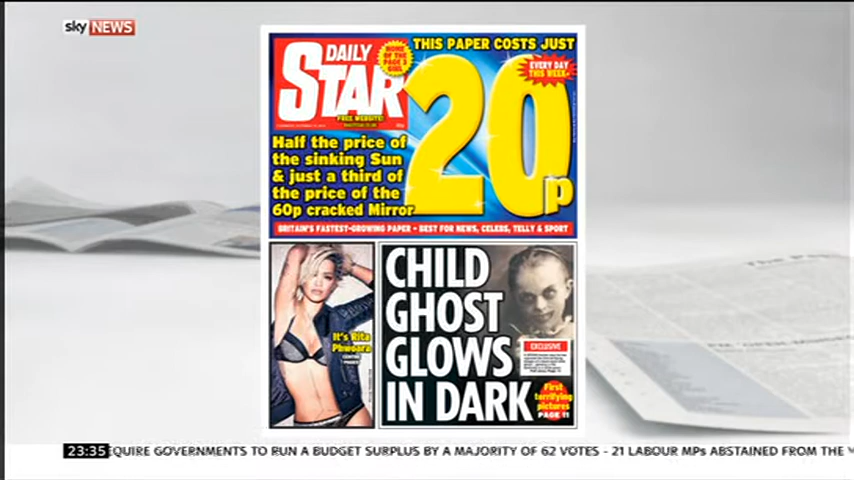 sky NEWS
DAILY
STAR
HOME
OF THE
PAGE 3
GIRL
FREE WEBSITE!
THIS PAPER COSTS JUST
20p
EVERY DAY
THIS WEEK
Half the price of
the sinking Sun
& just a third of
the price of the
60p cracked Mirror
BRITAIN'S FASTEST-GROWING PAPER • BEST FOR NEWS, CELEBS, TELLY & SPORT
It's Rita
Phwoara
CHILD
GHOST
GLOWS
IN DARK
EXCLUSIVE
First
terrifying
pictures
PAGE 11
23:35 EQUIRE GOVERNMENTS TO RUN A BUDGET SURPLUS BY A MAJORITY OF 62 VOTES - 21 LABOUR MPs ABSTAINED FROM THE